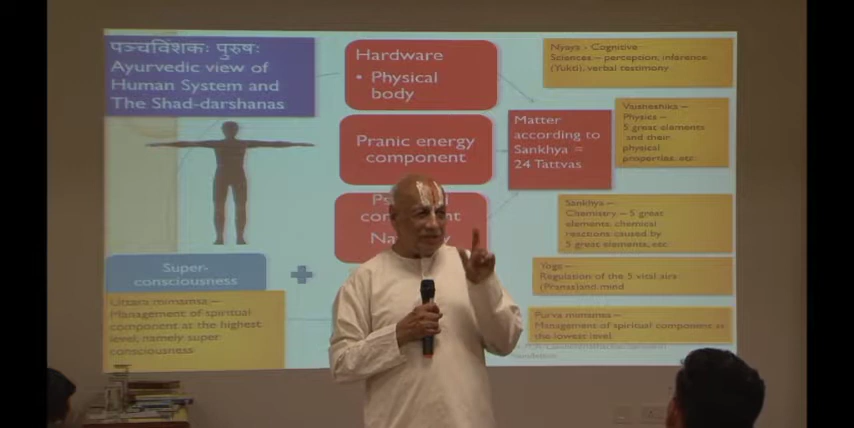 पञ्चविंशकः पुरुषः
Ayurvedic view of
Human System and
The Shad-darshanas
Hardware
• Physical
body
Pranic energy
component
Matter
according to
Sankhya =
24 Tattvas
Nyaya - Cognitive
Sciences – perception, inference
(Yukti), verbal testimony
Vaisheshika –
Physics –
5 great elements
and their
physical
properties, etc
Sankhya –
Chemistry – 5 great
elements, chemical
reactions caused by
5 great elements, etc
Yoga –
Regulation of the 5 vital airs
(Pranas)and mind
Purva mimamsa –
Management of spiritual component at
the lowest level
Super-
consciousness
Uttara mimamsa –
Management of spiritual
component at the highest
level, namely super
consciousness